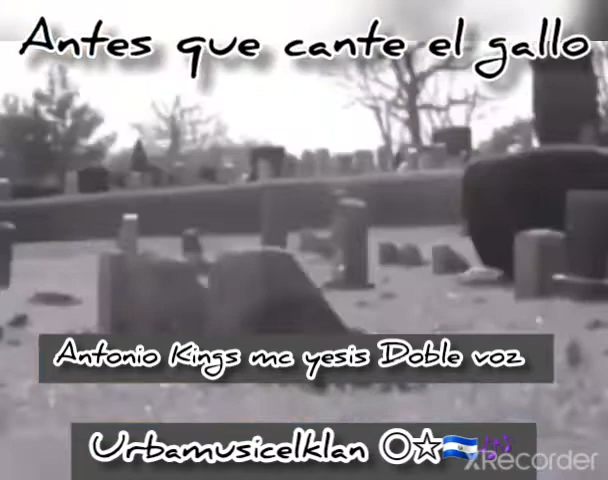 Antes que cante el gallo
Antonio Kings mc yesis Doble voz
Urbamusicelklan ◎☆🇸🇻🎶
XRecorder